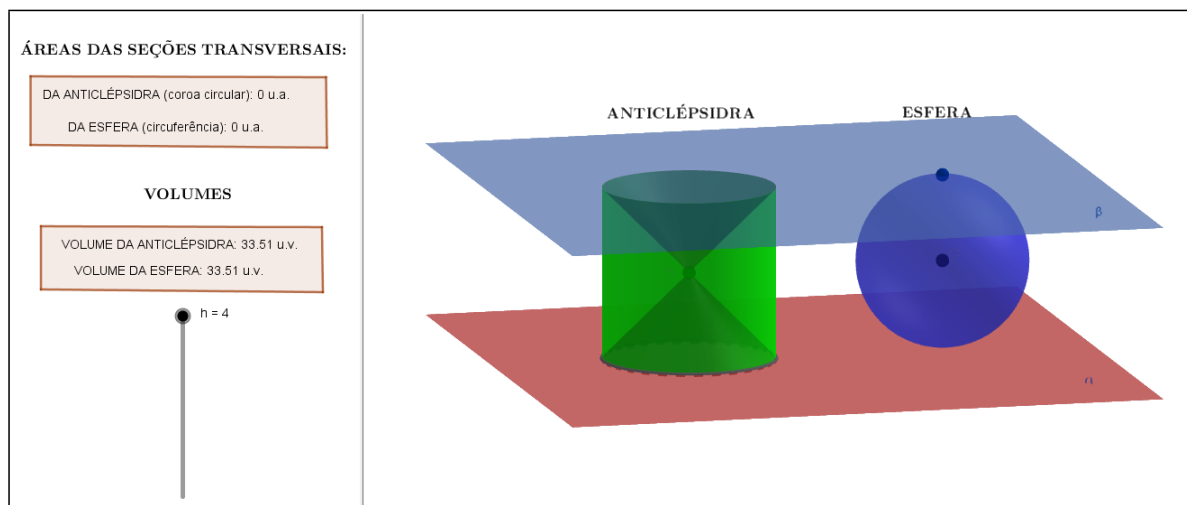 ÁREAS DAS SEÇÕES TRANSVERSAIS:
DA ANTICLÉPSIDRA (coroa circular): 0 u.a.
DA ESFERA (circuferência): 0 u.a.
VOLUMES
VOLUME DA ANTICLÉPSIDRA: 33.51 u.v.
VOLUME DA ESFERA: 33.51 u.v.
h = 4
ANTICLÉPSIDRA
ESFERA
β
α